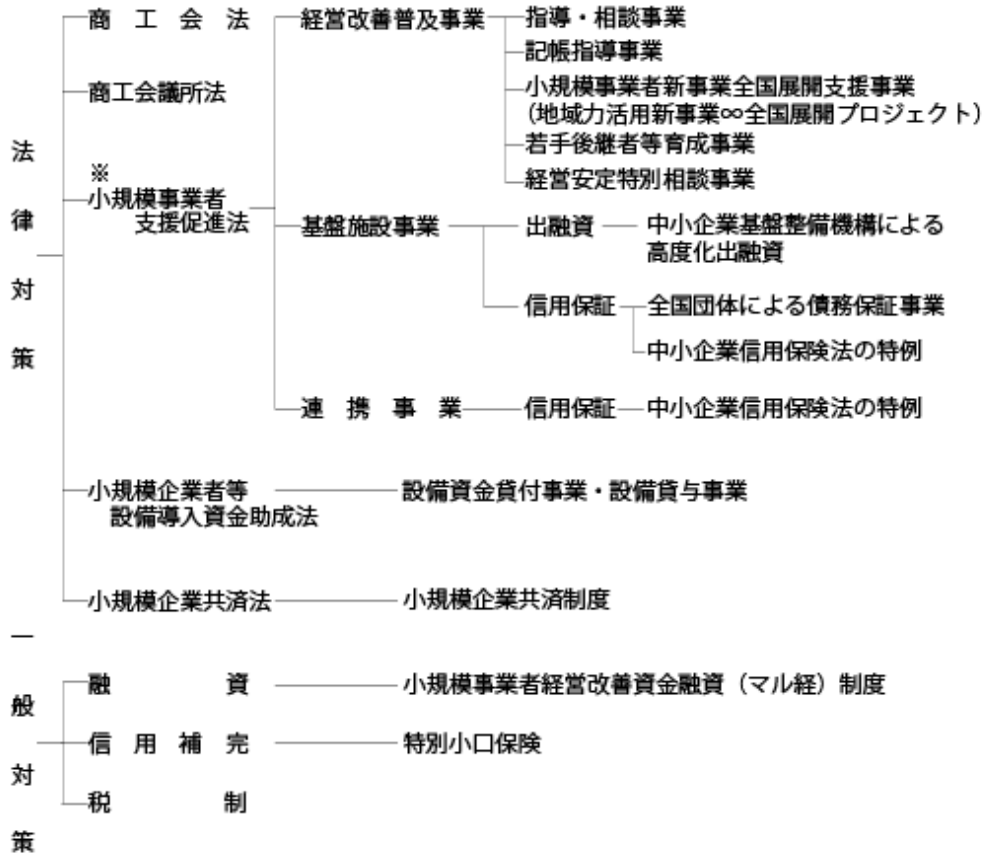 法律対策
商工会法
経営改善普及事業
指導・相談事業
記帳指導事業
小規模事業者新事業全国展開支援事業
（地域力活用新事業∞全国展開プロジェクト）
若手後継者等育成事業
経営安定特別相談事業
商工会議所法
※
小規模事業者
支援促進法
基盤施設事業
出融資
中小企業基盤整備機構による
高度化出融資
信用保証
全国団体による債務保証事業
中小企業信用保険法の特例
連携事業
信用保証
中小企業信用保険法の特例
小規模企業者等
設備導入資金助成法
設備資金貸付事業・設備貸与事業
小規模企業共済法
小規模企業共済制度
一般対策
融資
小規模事業者経営改善資金融資（マル経）制度
信用補完
特別小口保険
税制